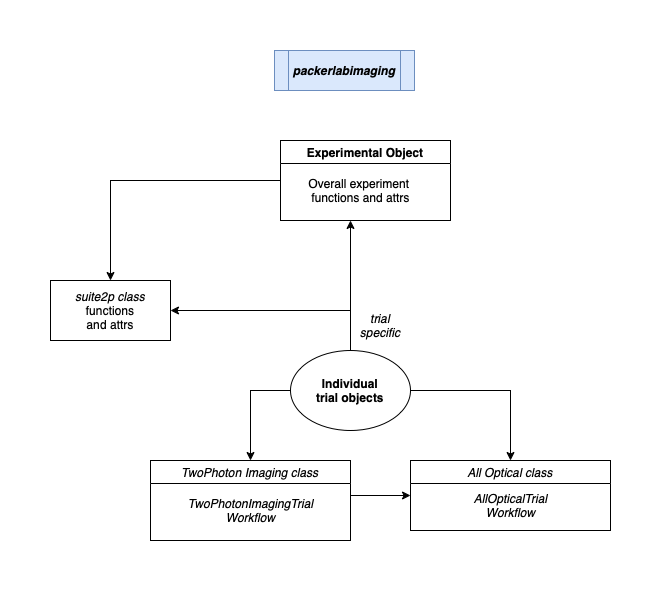 packerlabimaging
Experimental Object
Overall experiment
functions and attrs
suite2p class
functions
and attrs
trial
specific
Individual
trial objects
TwoPhoton Imaging class
TwoPhotonImagingTrial
Workflow
All Optical class
AllOpticalTrial
Workflow